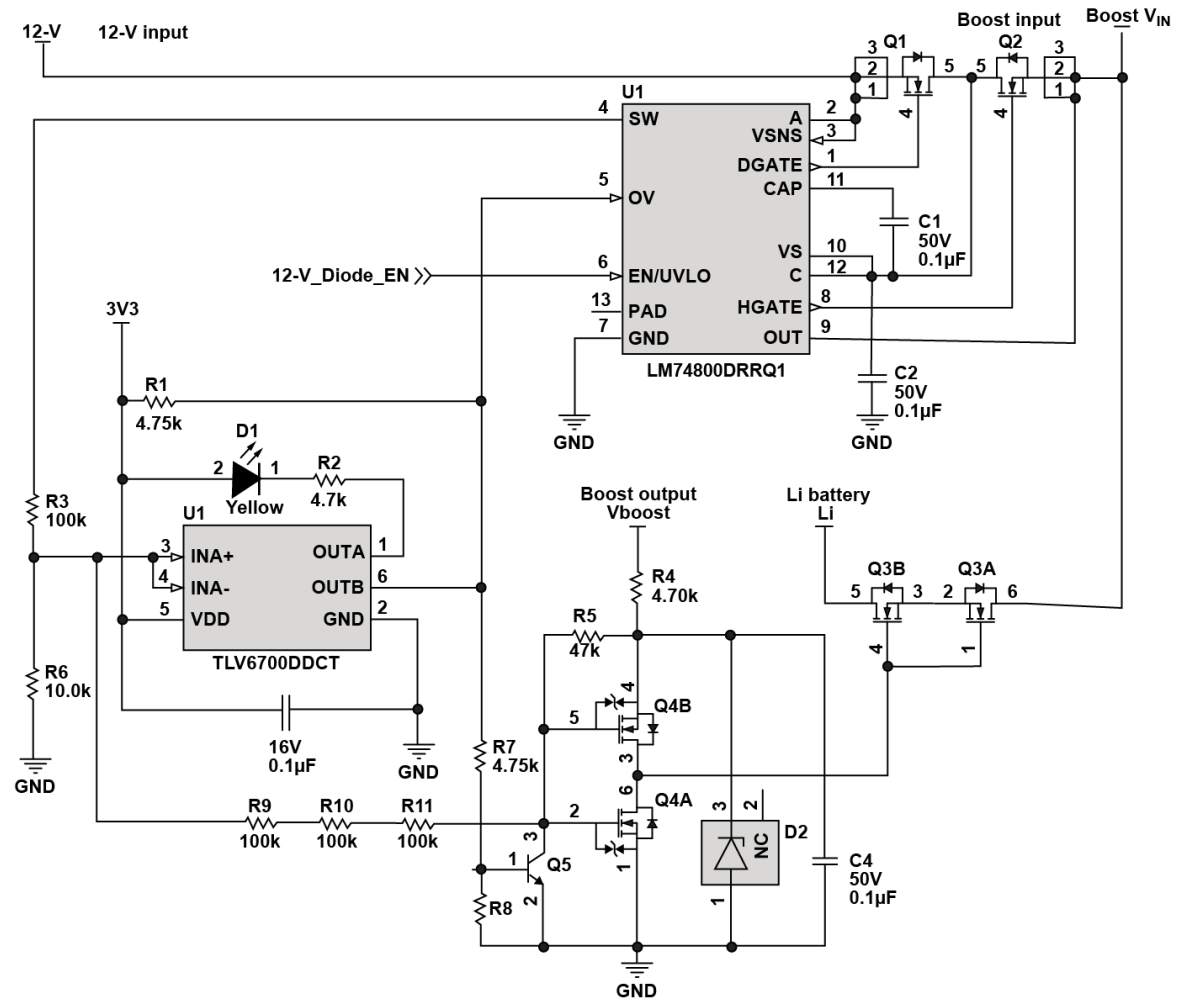 12-V
12-V input
Boost input
Boost VIN
3
2
1
Q1
5
4
5
Q2
4
3
2
1
U1
4
SW
A
2
VSNS
3
DGATE
1
CAP
11
5
OV
C1
50V
0.1µF
VS
10
C
12
12-V_Diode_EN
6
EN/UVLO
HGATE
8
13
PAD
7
GND
OUT
9
LM74800DRRQ1
GND
C2
50V
0.1µF
GND
3V3
R1
4.75k
D1
2
1
Yellow
R2
4.7k
R3
100k
U1
3
INA+
OUTA
1
4
INA-
OUTB
6
5
VDD
GND
2
TLV6700DDCT
R6
10.0k
GND
16V
0.1µF
GND
Boost output
Vboost
R4
4.70k
R5
47k
Li battery
Li
Q3B
5
3
4
Q3A
2
6
1
4
Q4B
5
3
R7
4.75k
6
Q4A
2
1
R9
100k
R10
100k
R11
100k
3
1
Q5
2
R8
3
2
NC
D2
1
C4
50V
0.1µF
GND